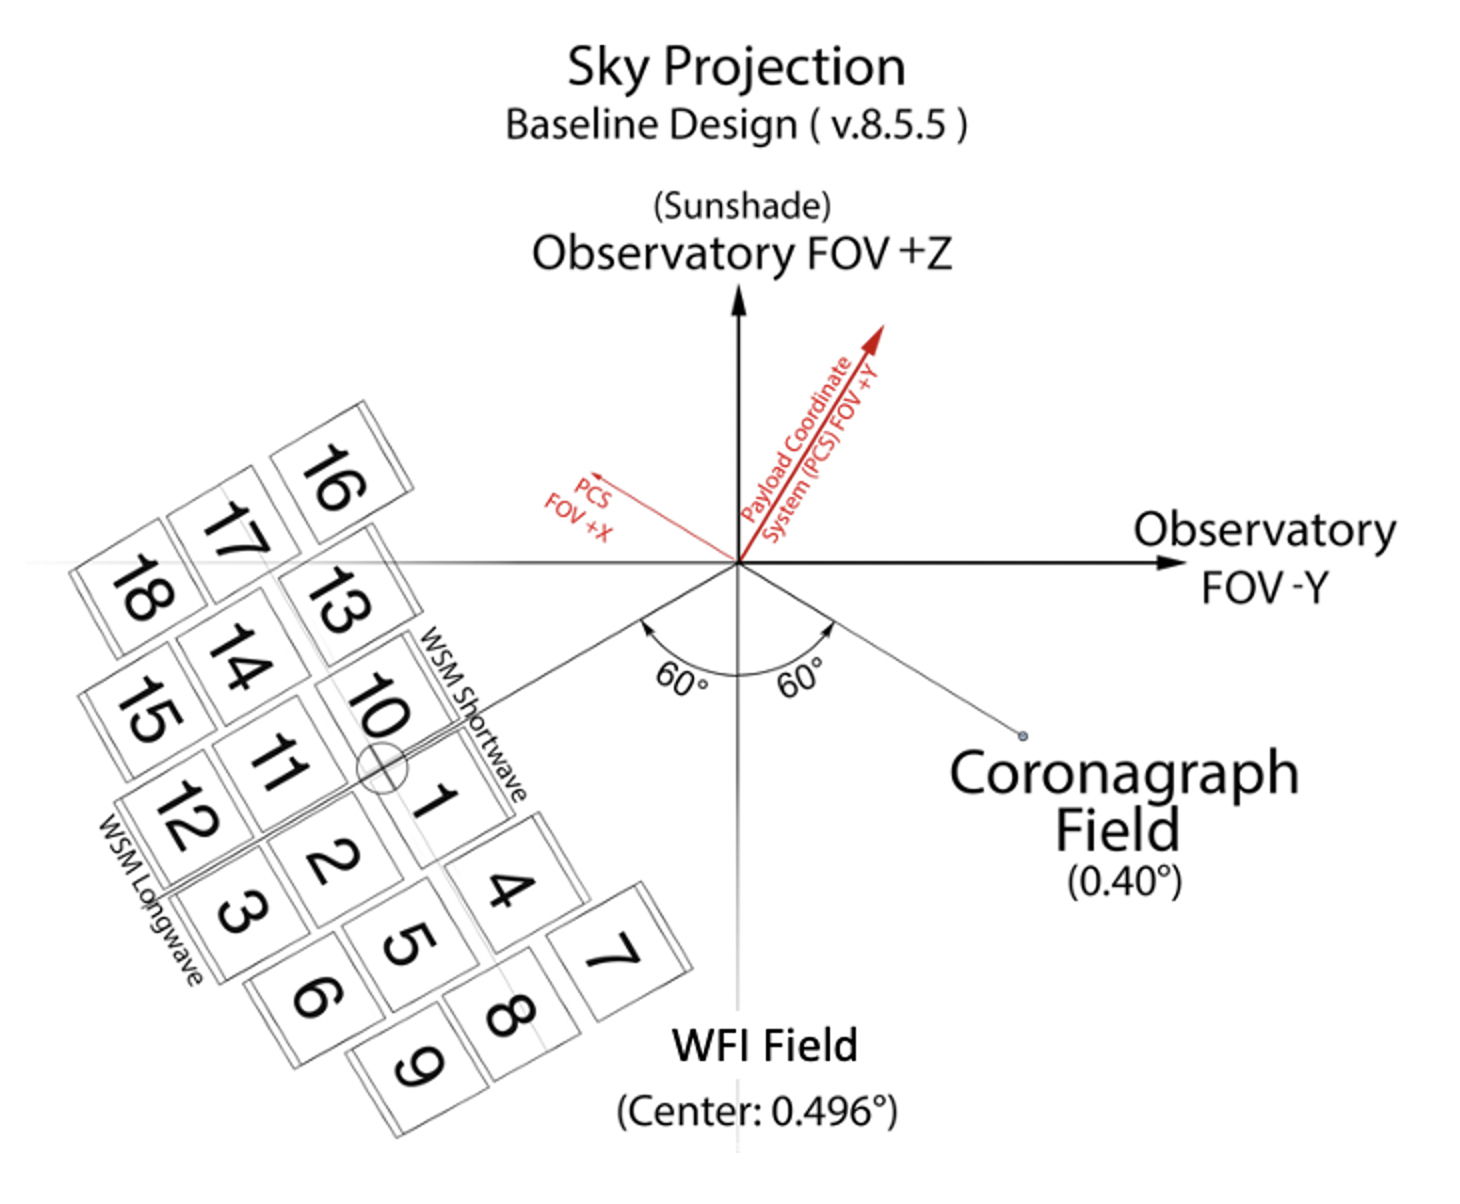 Sky Projection
Baseline Design ( v.8.5.5 )
(Sunshade)
Observatory FOV +Z
Payload Coordinate
System (PCS) FOV +Y
PCS
FOV +X
Observatory
FOV -Y
16
17
18
13
14
15
10
11
12
WSM Shortwave
WSM Longwave
1
2
3
4
5
6
7
8
9
60°
60°
Coronagraph
Field
(0.40°)
WFI Field
(Center: 0.496°)